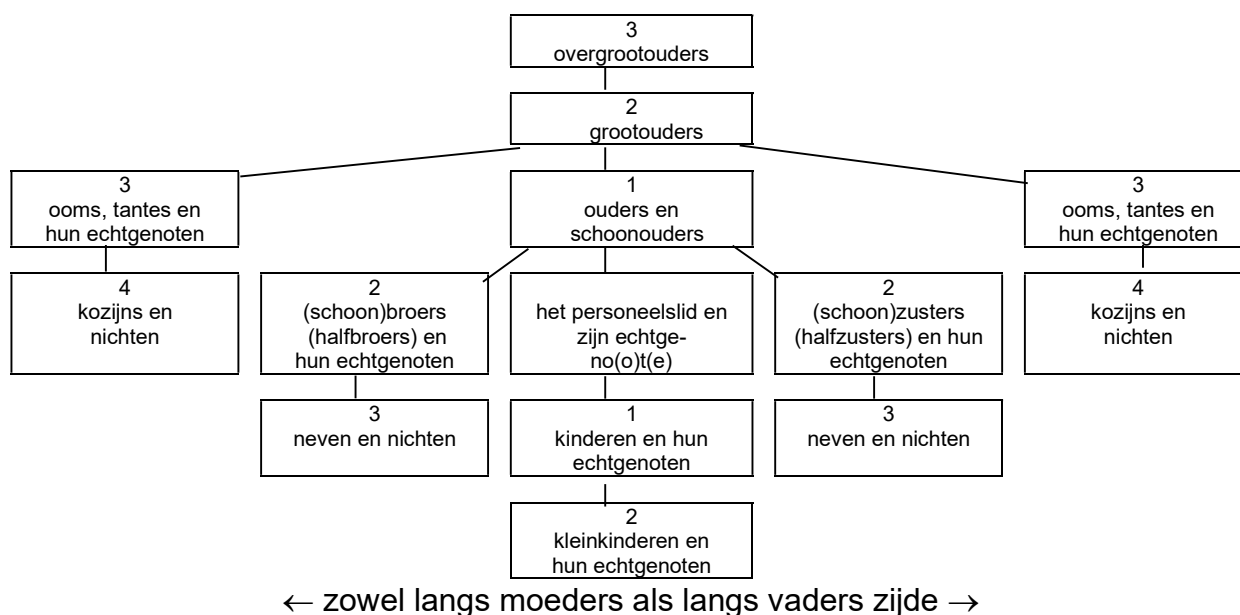 3
overgrootouders
2
grootouders
3
ooms, tantes en
hun echtgenoten
1
ouders en
schoonouders
3
ooms, tantes en
hun echtgenoten
4
kozijns en
nichten
2
(schoon)broers
(halfbroers) en
hun echtgenoten
het personeelslid en
zijn echtge-
no(o)t(e)
2
(schoon)zusters
(halfzusters) en hun
echtgenoten
4
kozijns en
nichten
3
neven en nichten
1
kinderen en hun
echtgenoten
3
neven en nichten
2
kleinkinderen en
hun echtgenoten
← zowel langs moeders als langs vaders zijde →